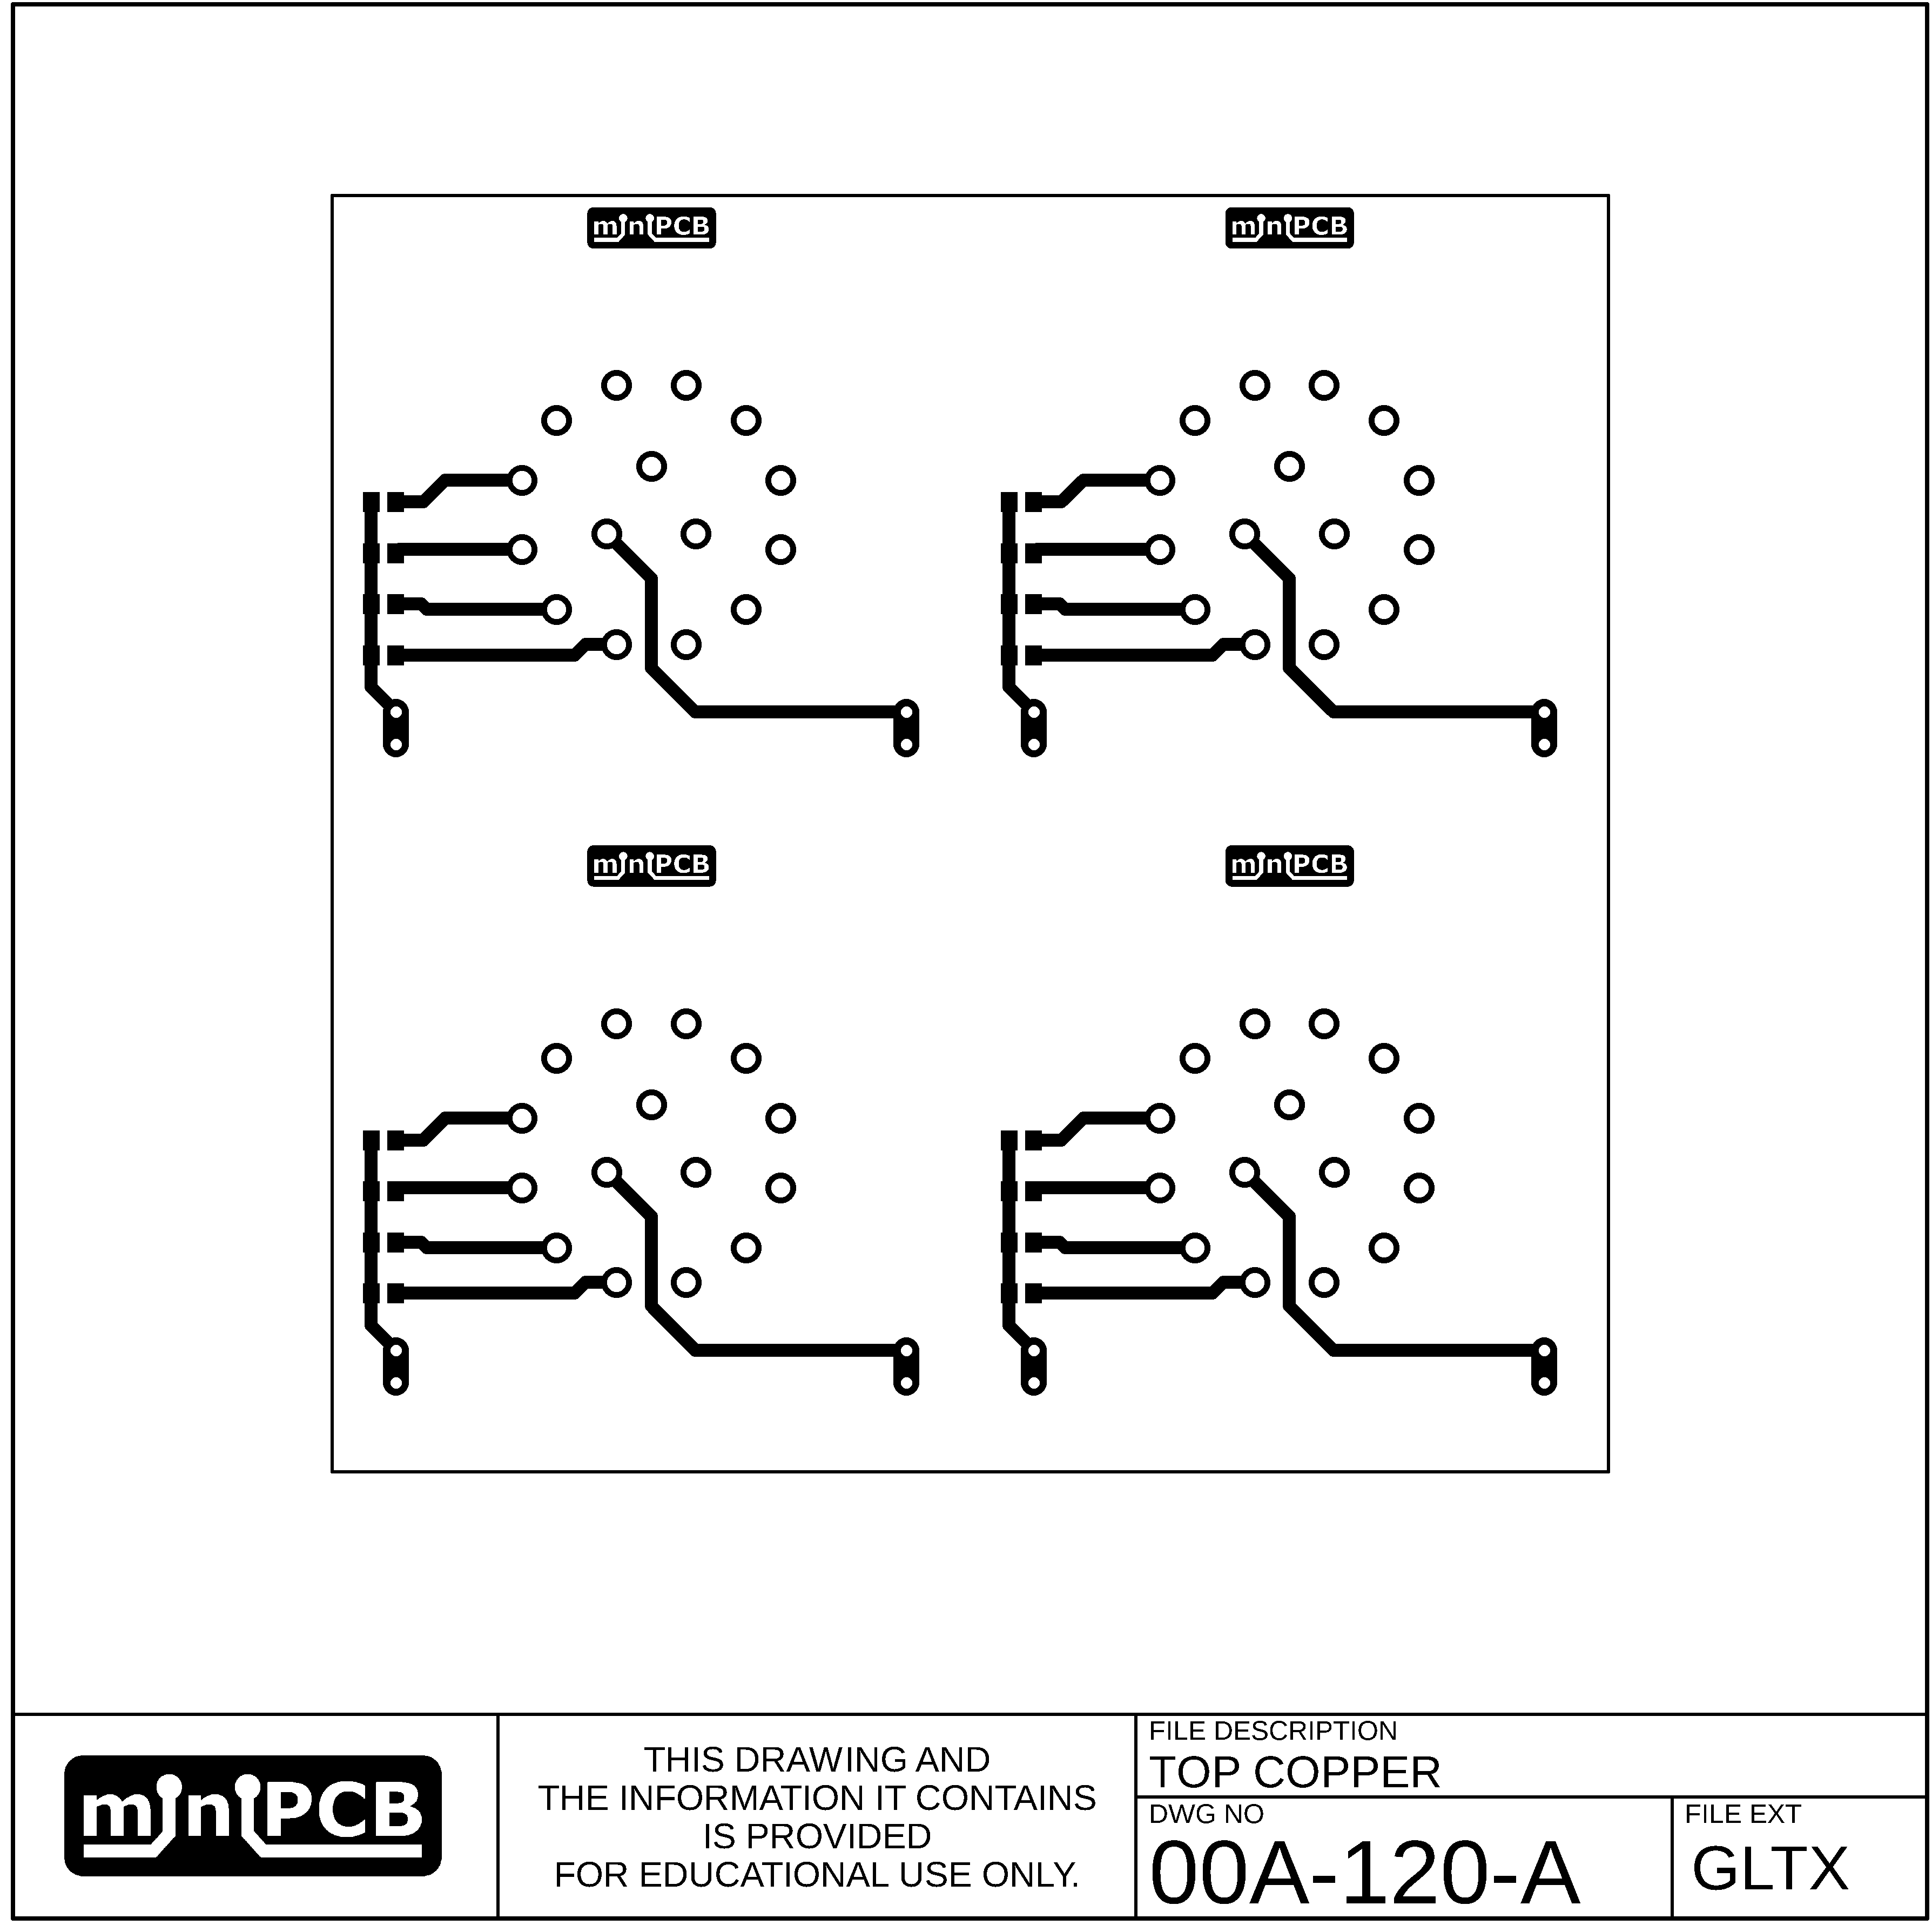 miniPCB
miniPCB
miniPCB
miniPCB
miniPCB
THIS DRAWING AND
THE INFORMATION IT CONTAINS
IS PROVIDED
FOR EDUCATIONAL USE ONLY.
FILE DESCRIPTION
TOP COPPER
DWG NO
00A-120-A
FILE EXT
GLTX